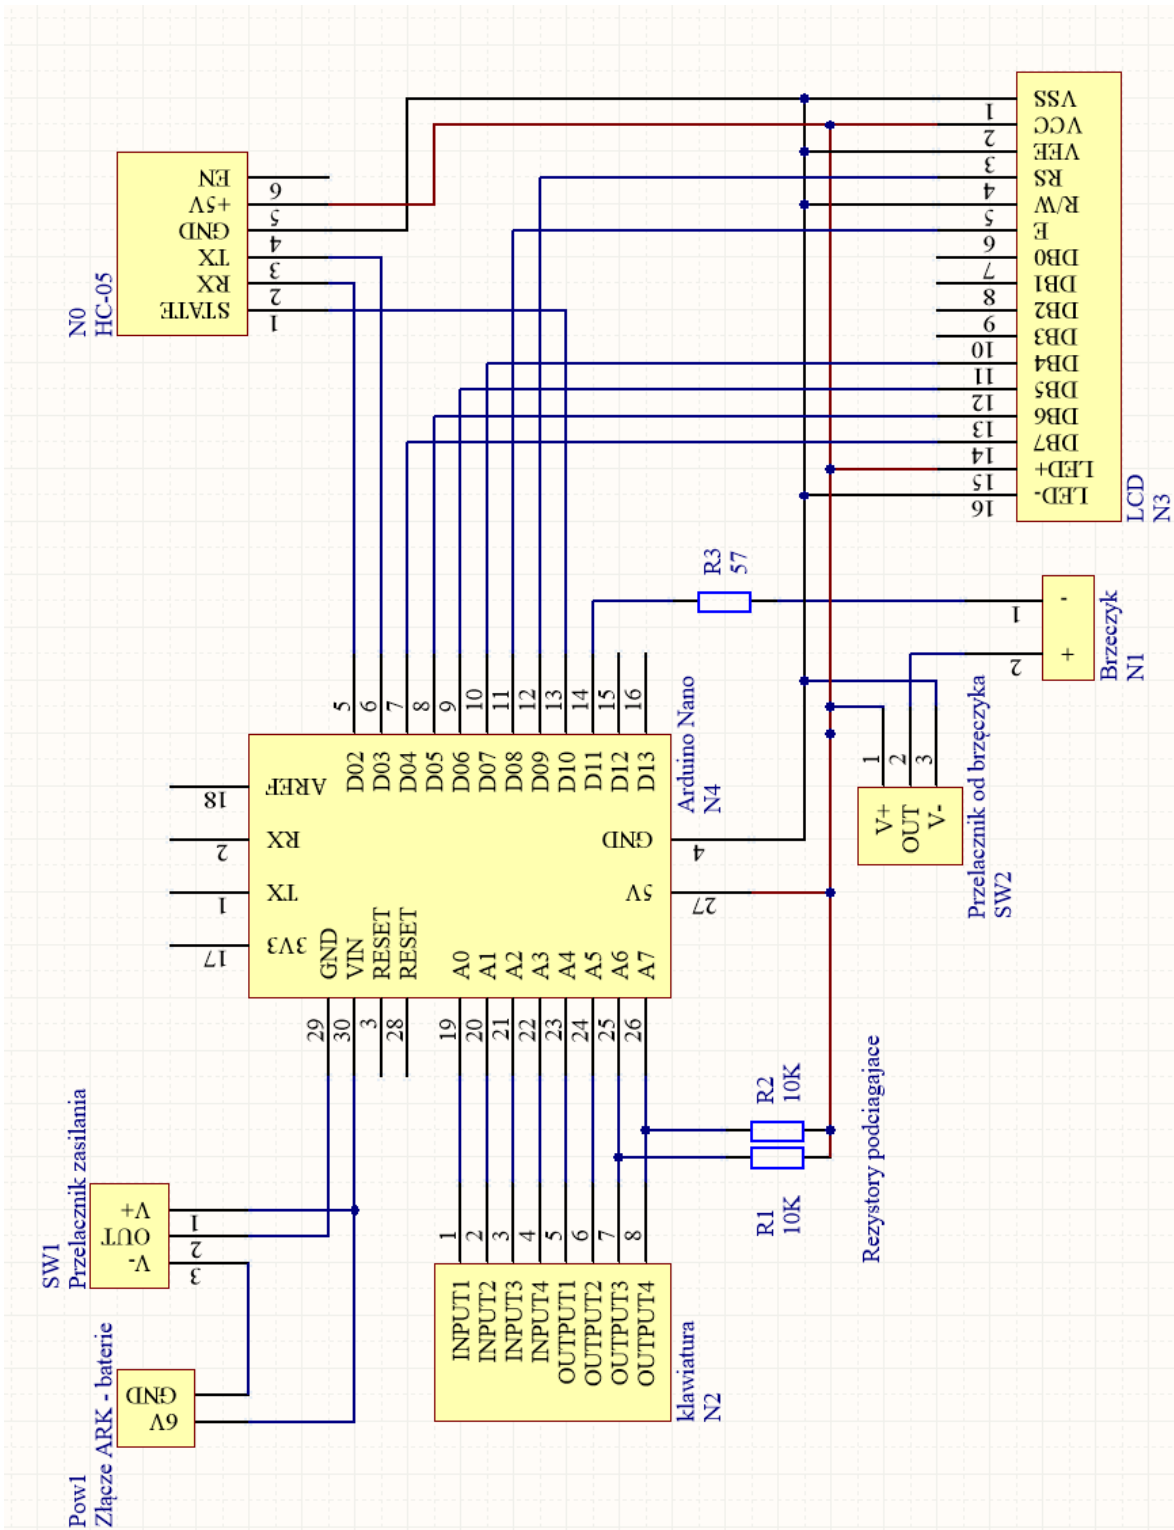 N0
HC-05
EN
+5V
GND
TX
RX
STATE
6
5
4
3
2
1
VSS
VCC
VEE
RS
R/W
E
DB0
DB1
DB2
DB3
DB4
DB5
DB6
DB7
LED+
LED-
1
2
3
4
5
6
7
8
9
10
11
12
13
14
15
16
LCD
N3
R3
57
-
+
1
2
Brzeczyk
N1
5
6
7
8
9
10
11
12
13
14
15
16
D02
D03
D04
D05
D06
D07
D08
D09
D10
D11
D12
D13
Arduino Nano
N4
18
AREF
2
RX
1
TX
17
3V3
GND
4
5V
27
GND
VIN
RESET
RESET
A0
A1
A2
A3
A4
A5
A6
A7
29
30
3
28
19
20
21
22
23
24
25
26
1
2
3
V+
OUT
V-
Przelacznik od brzęczyka
SW2
R2
10K
R1
10K
Rezystory podciagajace
SW1
Przelacznik zasilania
V+
OUT
V-
1
2
3
1
2
3
4
5
6
7
8
INPUT1
INPUT2
INPUT3
INPUT4
OUTPUT1
OUTPUT2
OUTPUT3
OUTPUT4
klawiatura
N2
GND
6V
Pow1
Złącze ARK - baterie